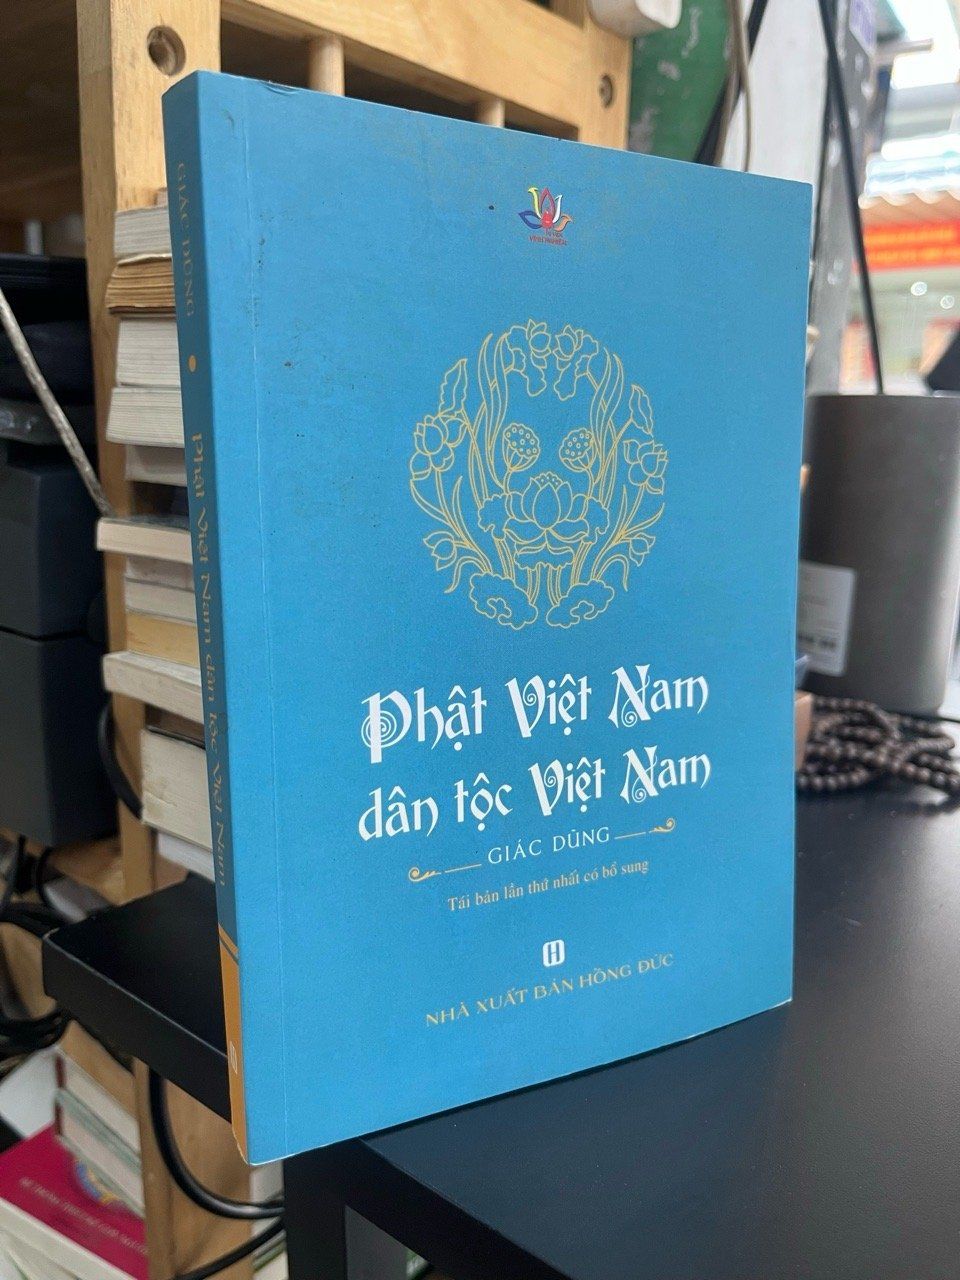 Phật Việt Nam
dân tộc Việt Nam
GIÁC DŨNG
Tái bản lần thứ nhất có bổ sung
H
NHÀ XUẤT BẢN HỒNG ĐỨC
GIÁC DŨNG • Phật Việt Nam dân tộc Việt Nam
H